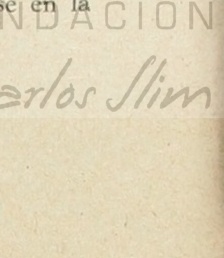 se en la
NDACION
arlos Slim